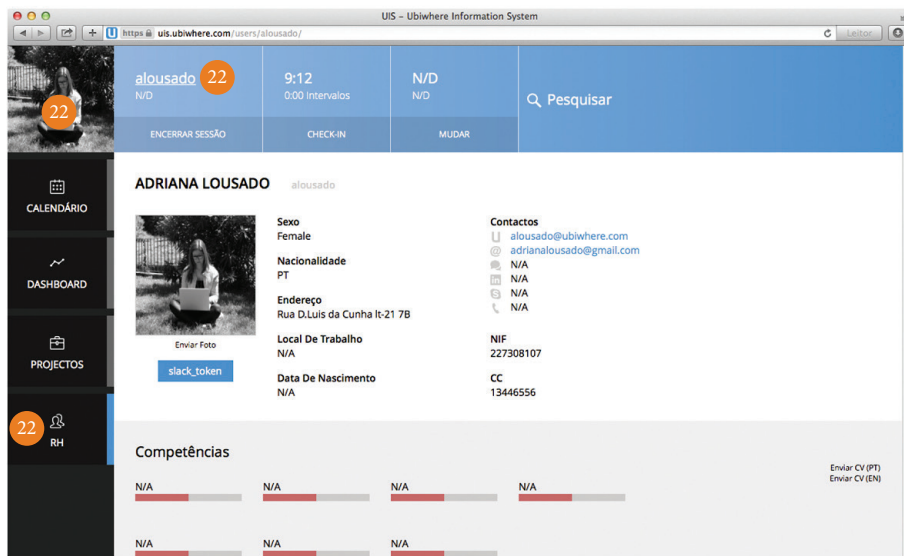 UIS – Ubiwhere Information System
https uis.ubiwhere.com/users/alousado/
Leitor
22
alousado 22
N/D
9:12
0:00 Intervalos
N/D
N/D
Pesquisar
ENCERRAR SESSÃO
CHECK-IN
MUDAR
CALENDÁRIO
DASHBOARD
PROJECTOS
22
RH
ADRIANA LOUSADO alousado
Enviar Foto
slack_token
Sexo
Female
Nacionalidade
PT
Endereço
Rua D.Luis da Cunha lt-21 7B
Local De Trabalho
N/A
Data De Nascimento
N/A
Contactos
alousado@ubiwhere.com
adrianalousado@gmail.com
N/A
N/A
N/A
N/A
NIF
227308107
CC
13446556
Competências
Enviar CV (PT)
Enviar CV (EN)
N/A N/A N/A N/A
N/A N/A N/A